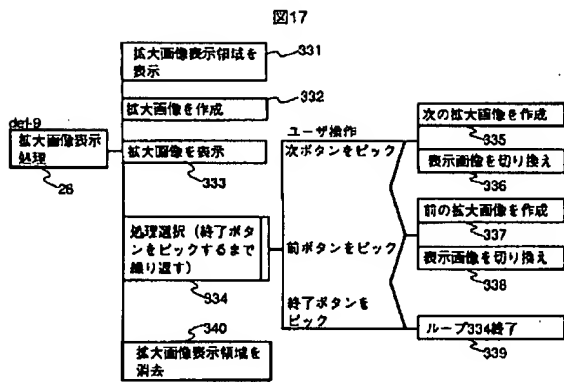 図17
def-9
拡大画像表示
処理
26
拡大画像表示領域を
表示
331
拡大画像を作成
332
拡大画像を表示
333
処理選択（終了ボタ
ンをピックするまで
繰り返す）
334
拡大画像表示領域を
消去
340
ユーザ操作
次ボタンをピック
前ボタンをピック
終了ボタンを
ピック
次の拡大画像を作成
335
表示画像を切り換え
336
前の拡大画像を作成
337
表示画像を切り換え
338
ループ334終了
339